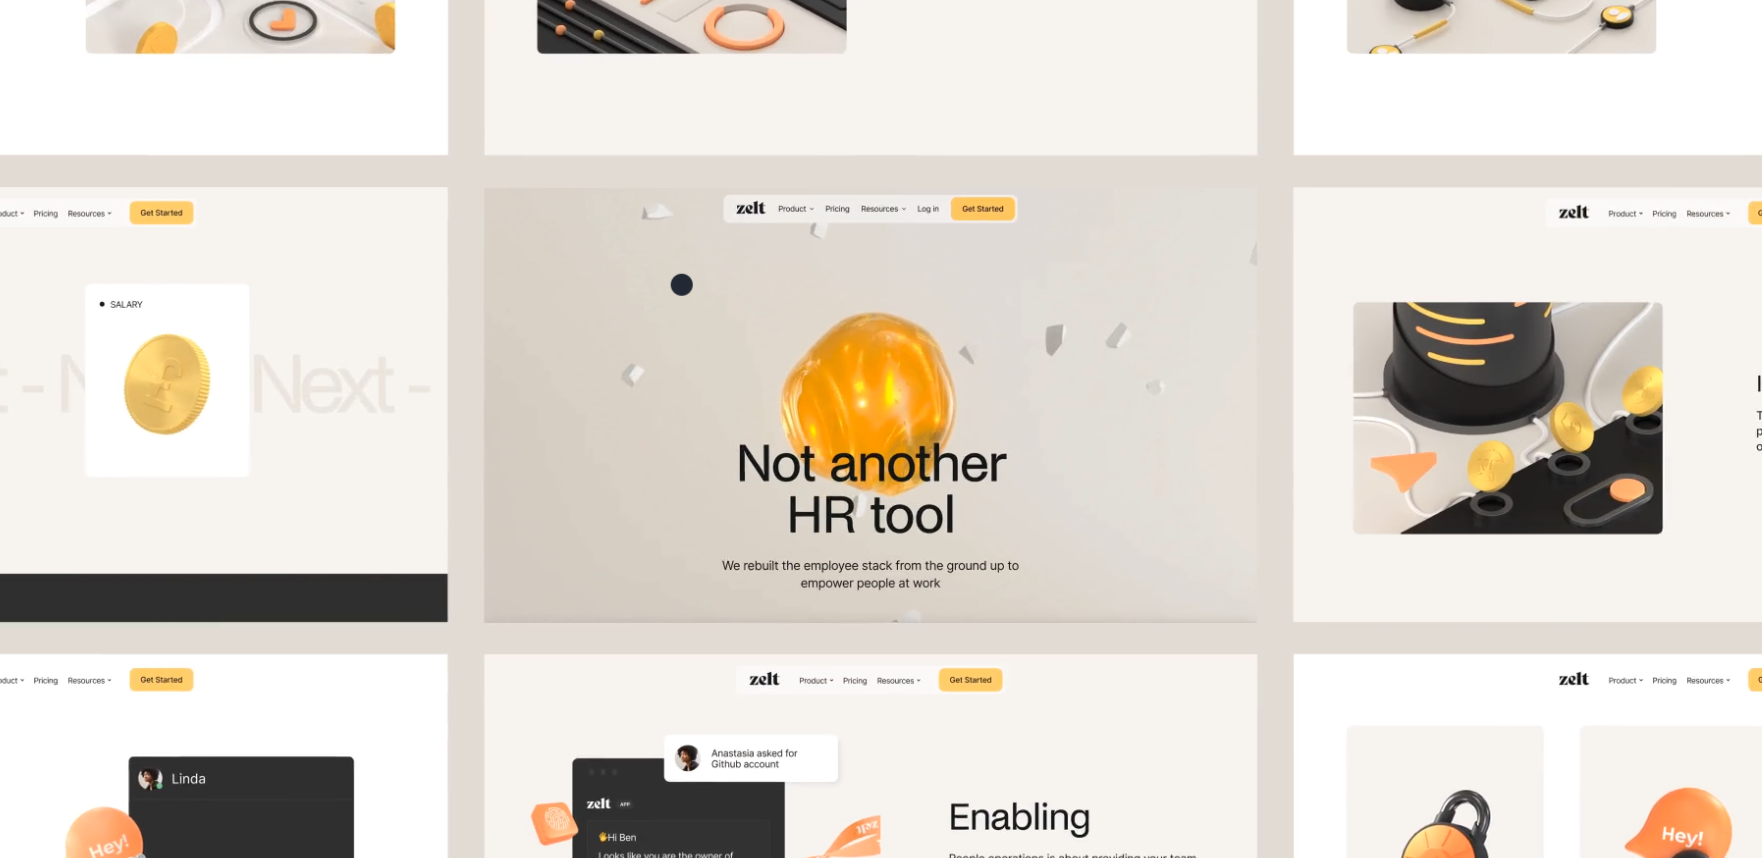 Product
Pricing
Resources
Get Started
SALARY
Next -
zelt
Product
Pricing
Resources
Log in
Get Started
Not another
HR tool
We rebuilt the employee stack from the ground up to
empower people at work
zelt
Product
Pricing
Resources
Pricing
Resources
Get Started
Linda
Hey!
zelt
Product
Pricing
Resources
Get Started
Anastasia asked for
Github account
zelt APP
👋Hi Ben
Looks like you are the owner of
zelt
Enabling
People operations is about providing your team
zelt
Product
Pricing
Resources
Hey!